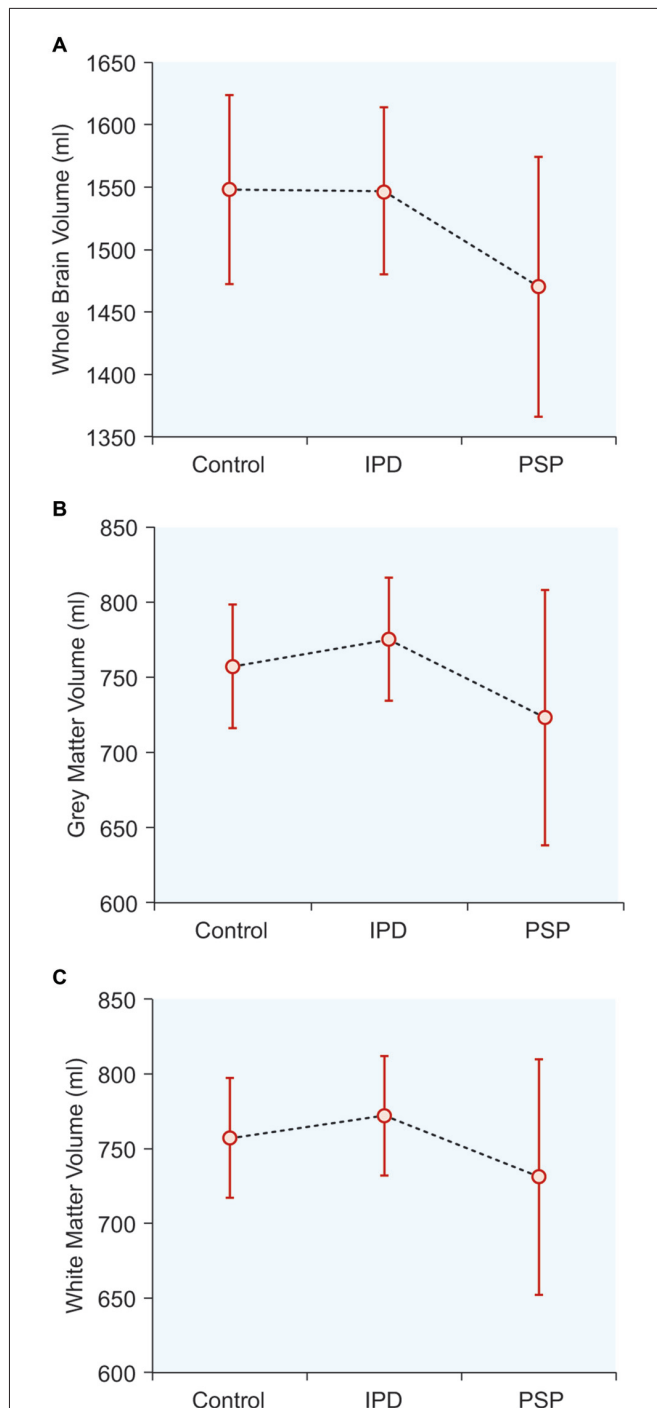 A
Whole Brain Volume (ml)
1650
1600
1550
1500
1450
1400
1350
Control IPD PSP
B
Grey Matter Volume (ml)
850
800
750
700
650
600
Control IPD PSP
C
White Matter Volume (ml)
850
800
750
700
650
600
Control IPD PSP